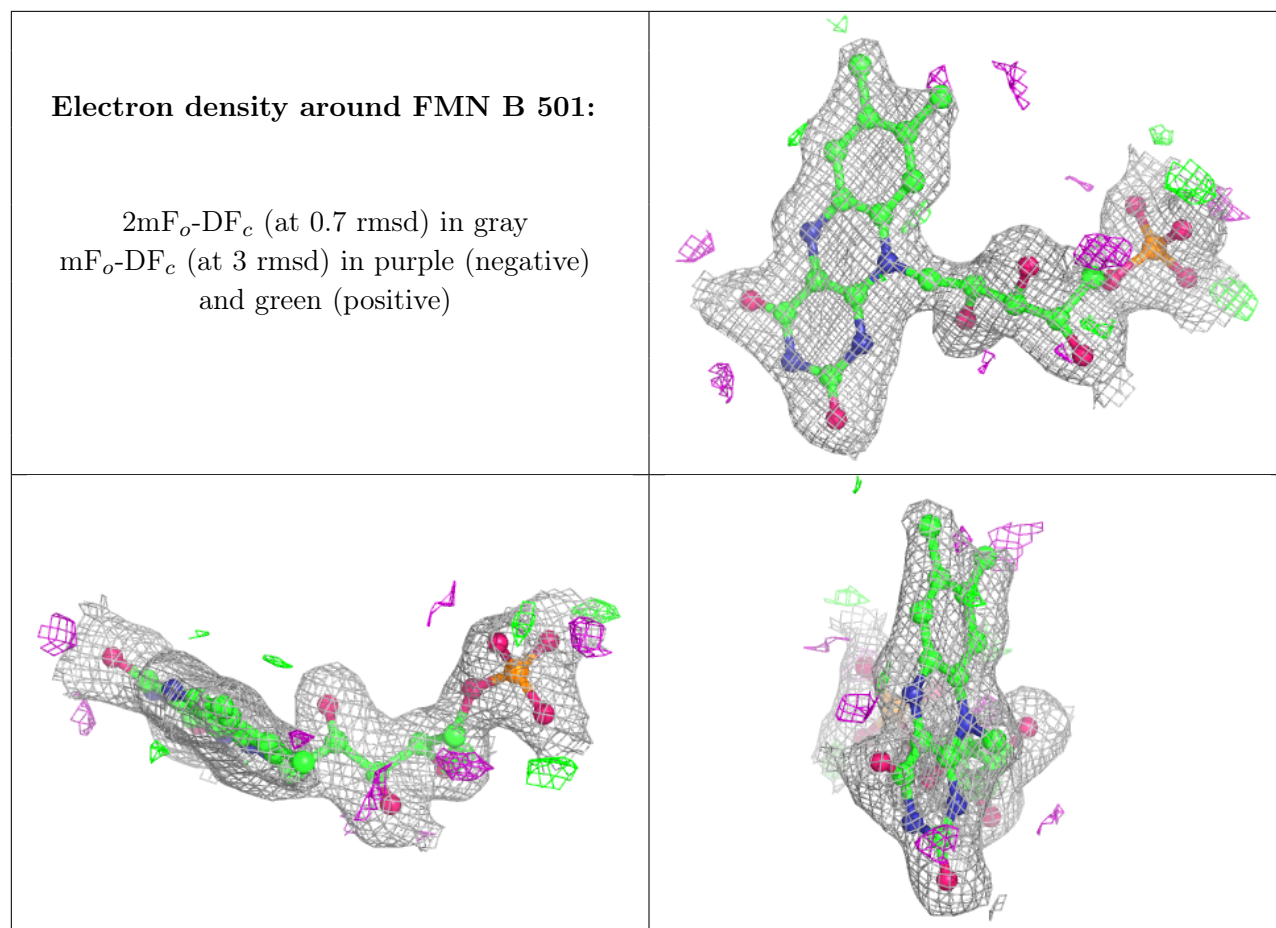 Electron density around FMN B 501:
2mFo-DFc (at 0.7 rmsd) in gray
mFo-DFc (at 3 rmsd) in purple (negative)
and green (positive)